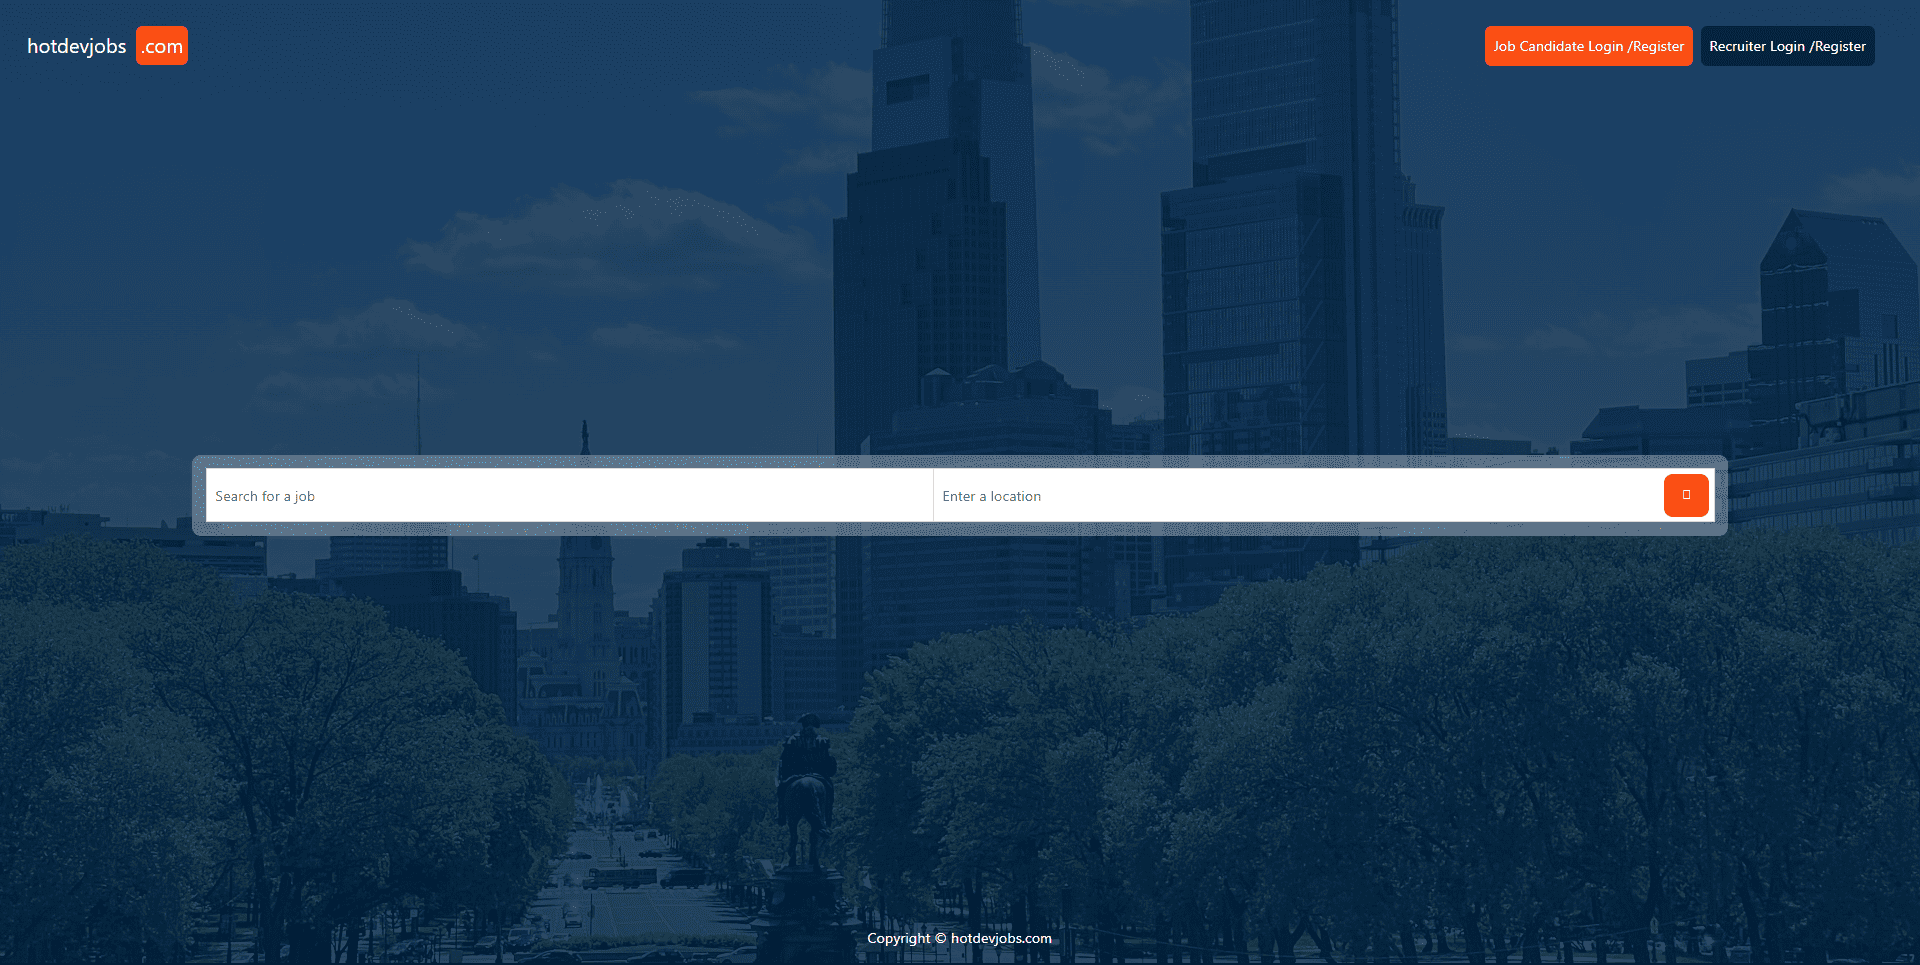 hotdevjobs .com
Job Candidate Login /Register
Recruiter Login /Register
Search for a job
Enter a location
Copyright © hotdevjobs.com